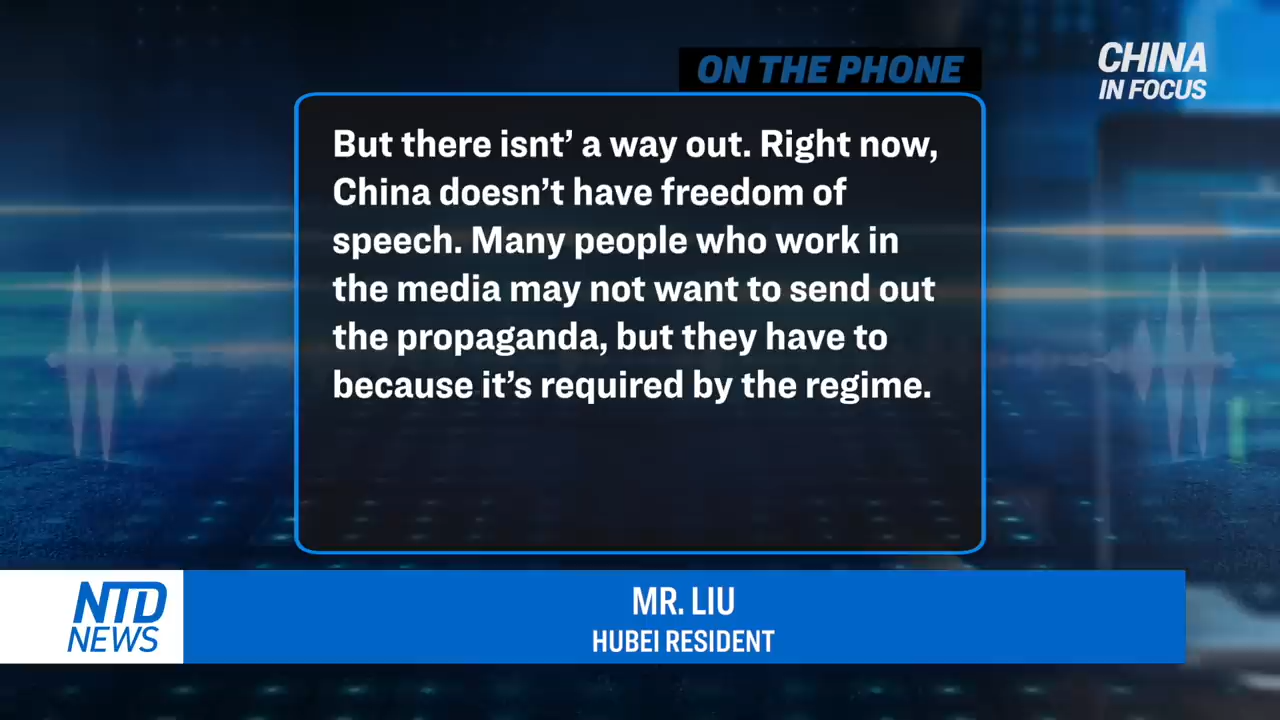 ON THE PHONE
CHINA
IN FOCUS
But there isnt’ a way out. Right now,
China doesn’t have freedom of
speech. Many people who work in
the media may not want to send out
the propaganda, but they have to
because it’s required by the regime.
NTD
NEWS
MR. LIU
HUBEI RESIDENT